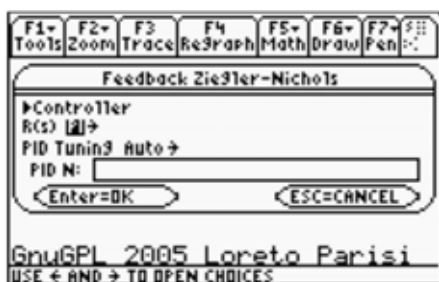 F1▾ F2▾ F3 F4 F5▾ F6▾ F7▾
Tools Zoom Trace Regraph Math Draw Pen
Feedback Ziegler-Nichols
▶Controller
R(s) →
PID Tuning Auto→
PID N:
Enter=OK ESC=CANCEL
GnuGPL 2005 Loreto Parisi
USE ← AND → TO OPEN CHOICES